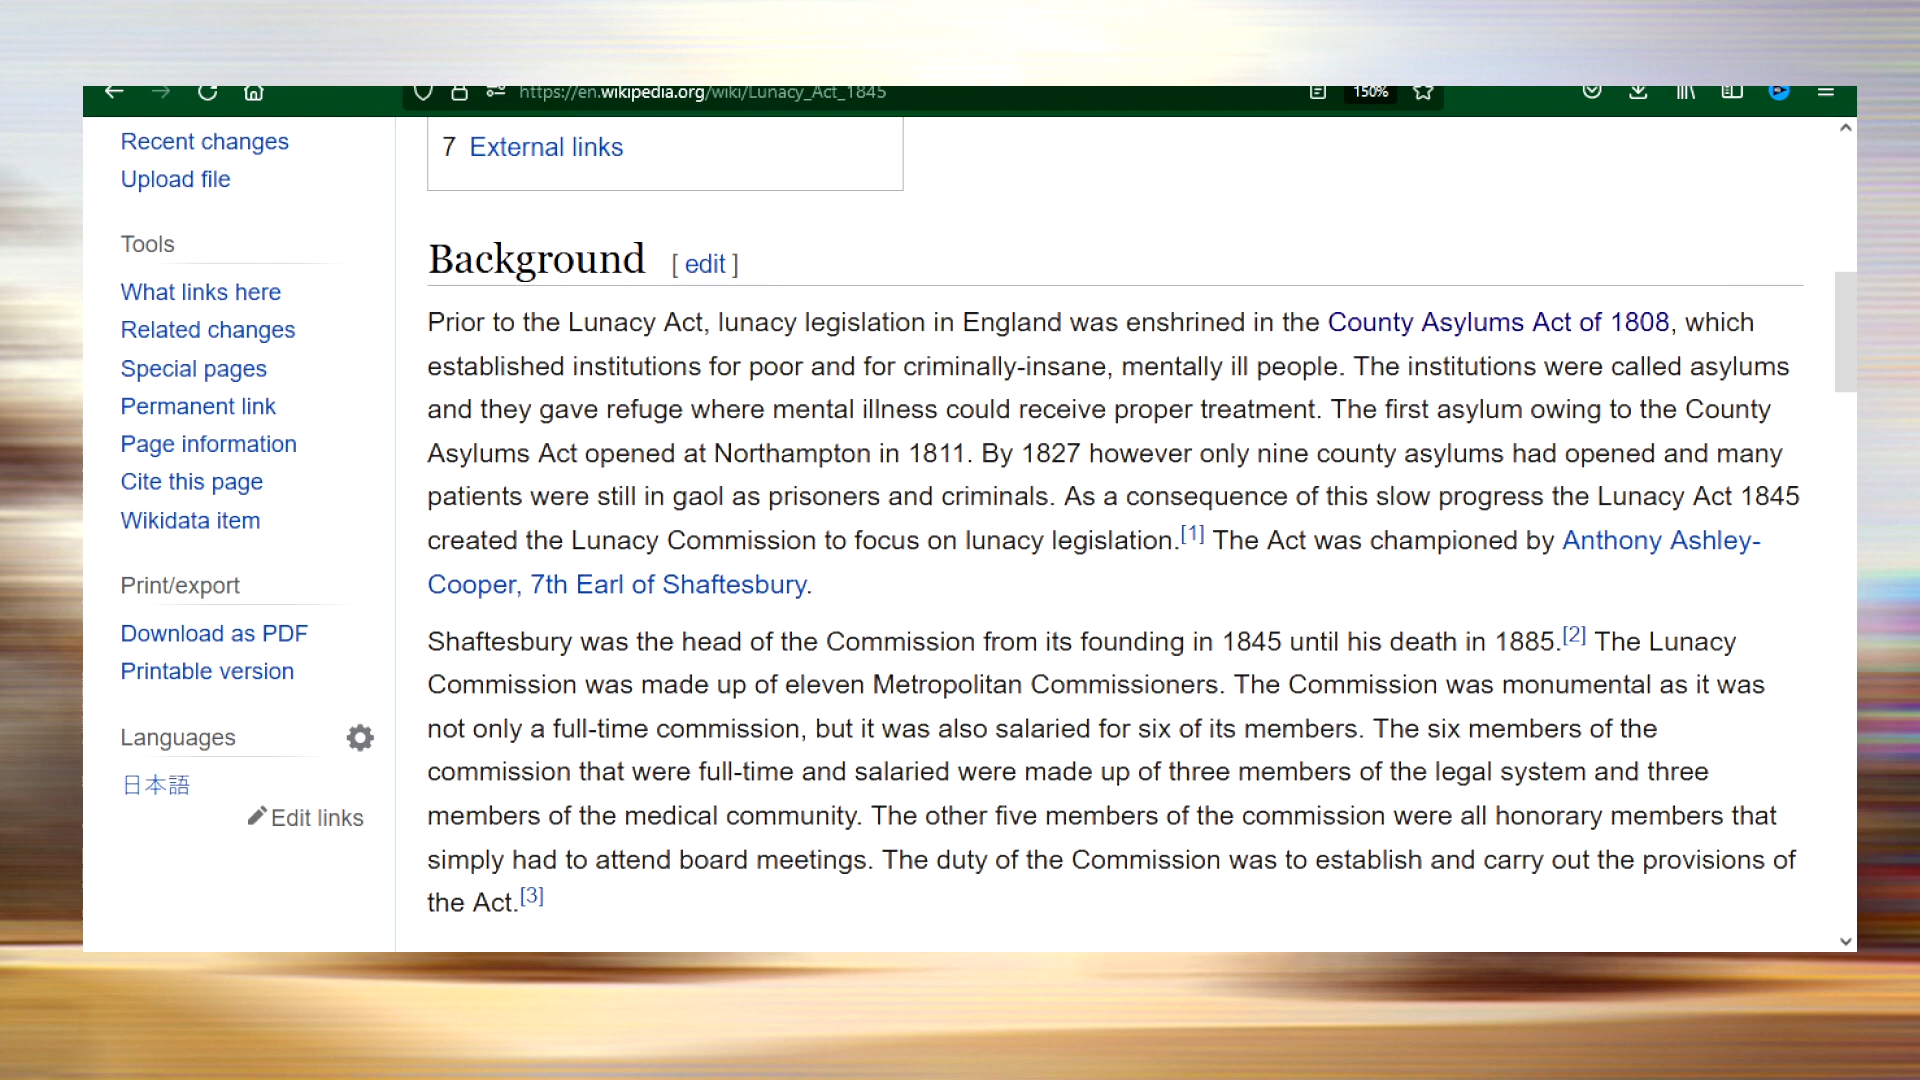 https://en.wikipedia.org/wiki/Lunacy_Act_1845
150%
Recent changes
Upload file
Tools
What links here
Related changes
Special pages
Permanent link
Page information
Cite this page
Wikidata item
Print/export
Download as PDF
Printable version
Languages
日本語
Edit links
7 External links
Background [ edit ]
Prior to the Lunacy Act, lunacy legislation in England was enshrined in the County Asylums Act of 1808, which
established institutions for poor and for criminally-insane, mentally ill people. The institutions were called asylums
and they gave refuge where mental illness could receive proper treatment. The first asylum owing to the County
Asylums Act opened at Northampton in 1811. By 1827 however only nine county asylums had opened and many
patients were still in gaol as prisoners and criminals. As a consequence of this slow progress the Lunacy Act 1845
created the Lunacy Commission to focus on lunacy legislation.[1] The Act was championed by Anthony Ashley-
Cooper, 7th Earl of Shaftesbury.
Shaftesbury was the head of the Commission from its founding in 1845 until his death in 1885.[2] The Lunacy
Commission was made up of eleven Metropolitan Commissioners. The Commission was monumental as it was
not only a full-time commission, but it was also salaried for six of its members. The six members of the
commission that were full-time and salaried were made up of three members of the legal system and three
members of the medical community. The other five members of the commission were all honorary members that
simply had to attend board meetings. The duty of the Commission was to establish and carry out the provisions of
the Act.[3]